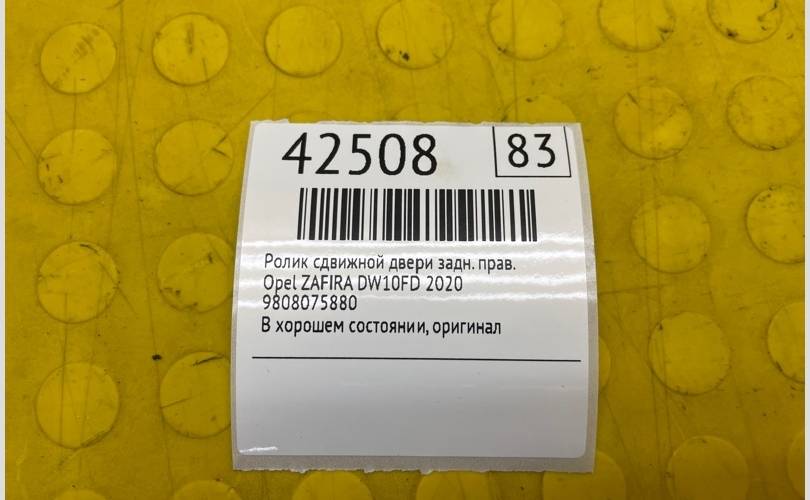 42508
83
Ролик сдвижной двери задн. прав.
Opel ZAFIRA DW10FD 2020
9808075880
В хорошем состоянии, оригинал